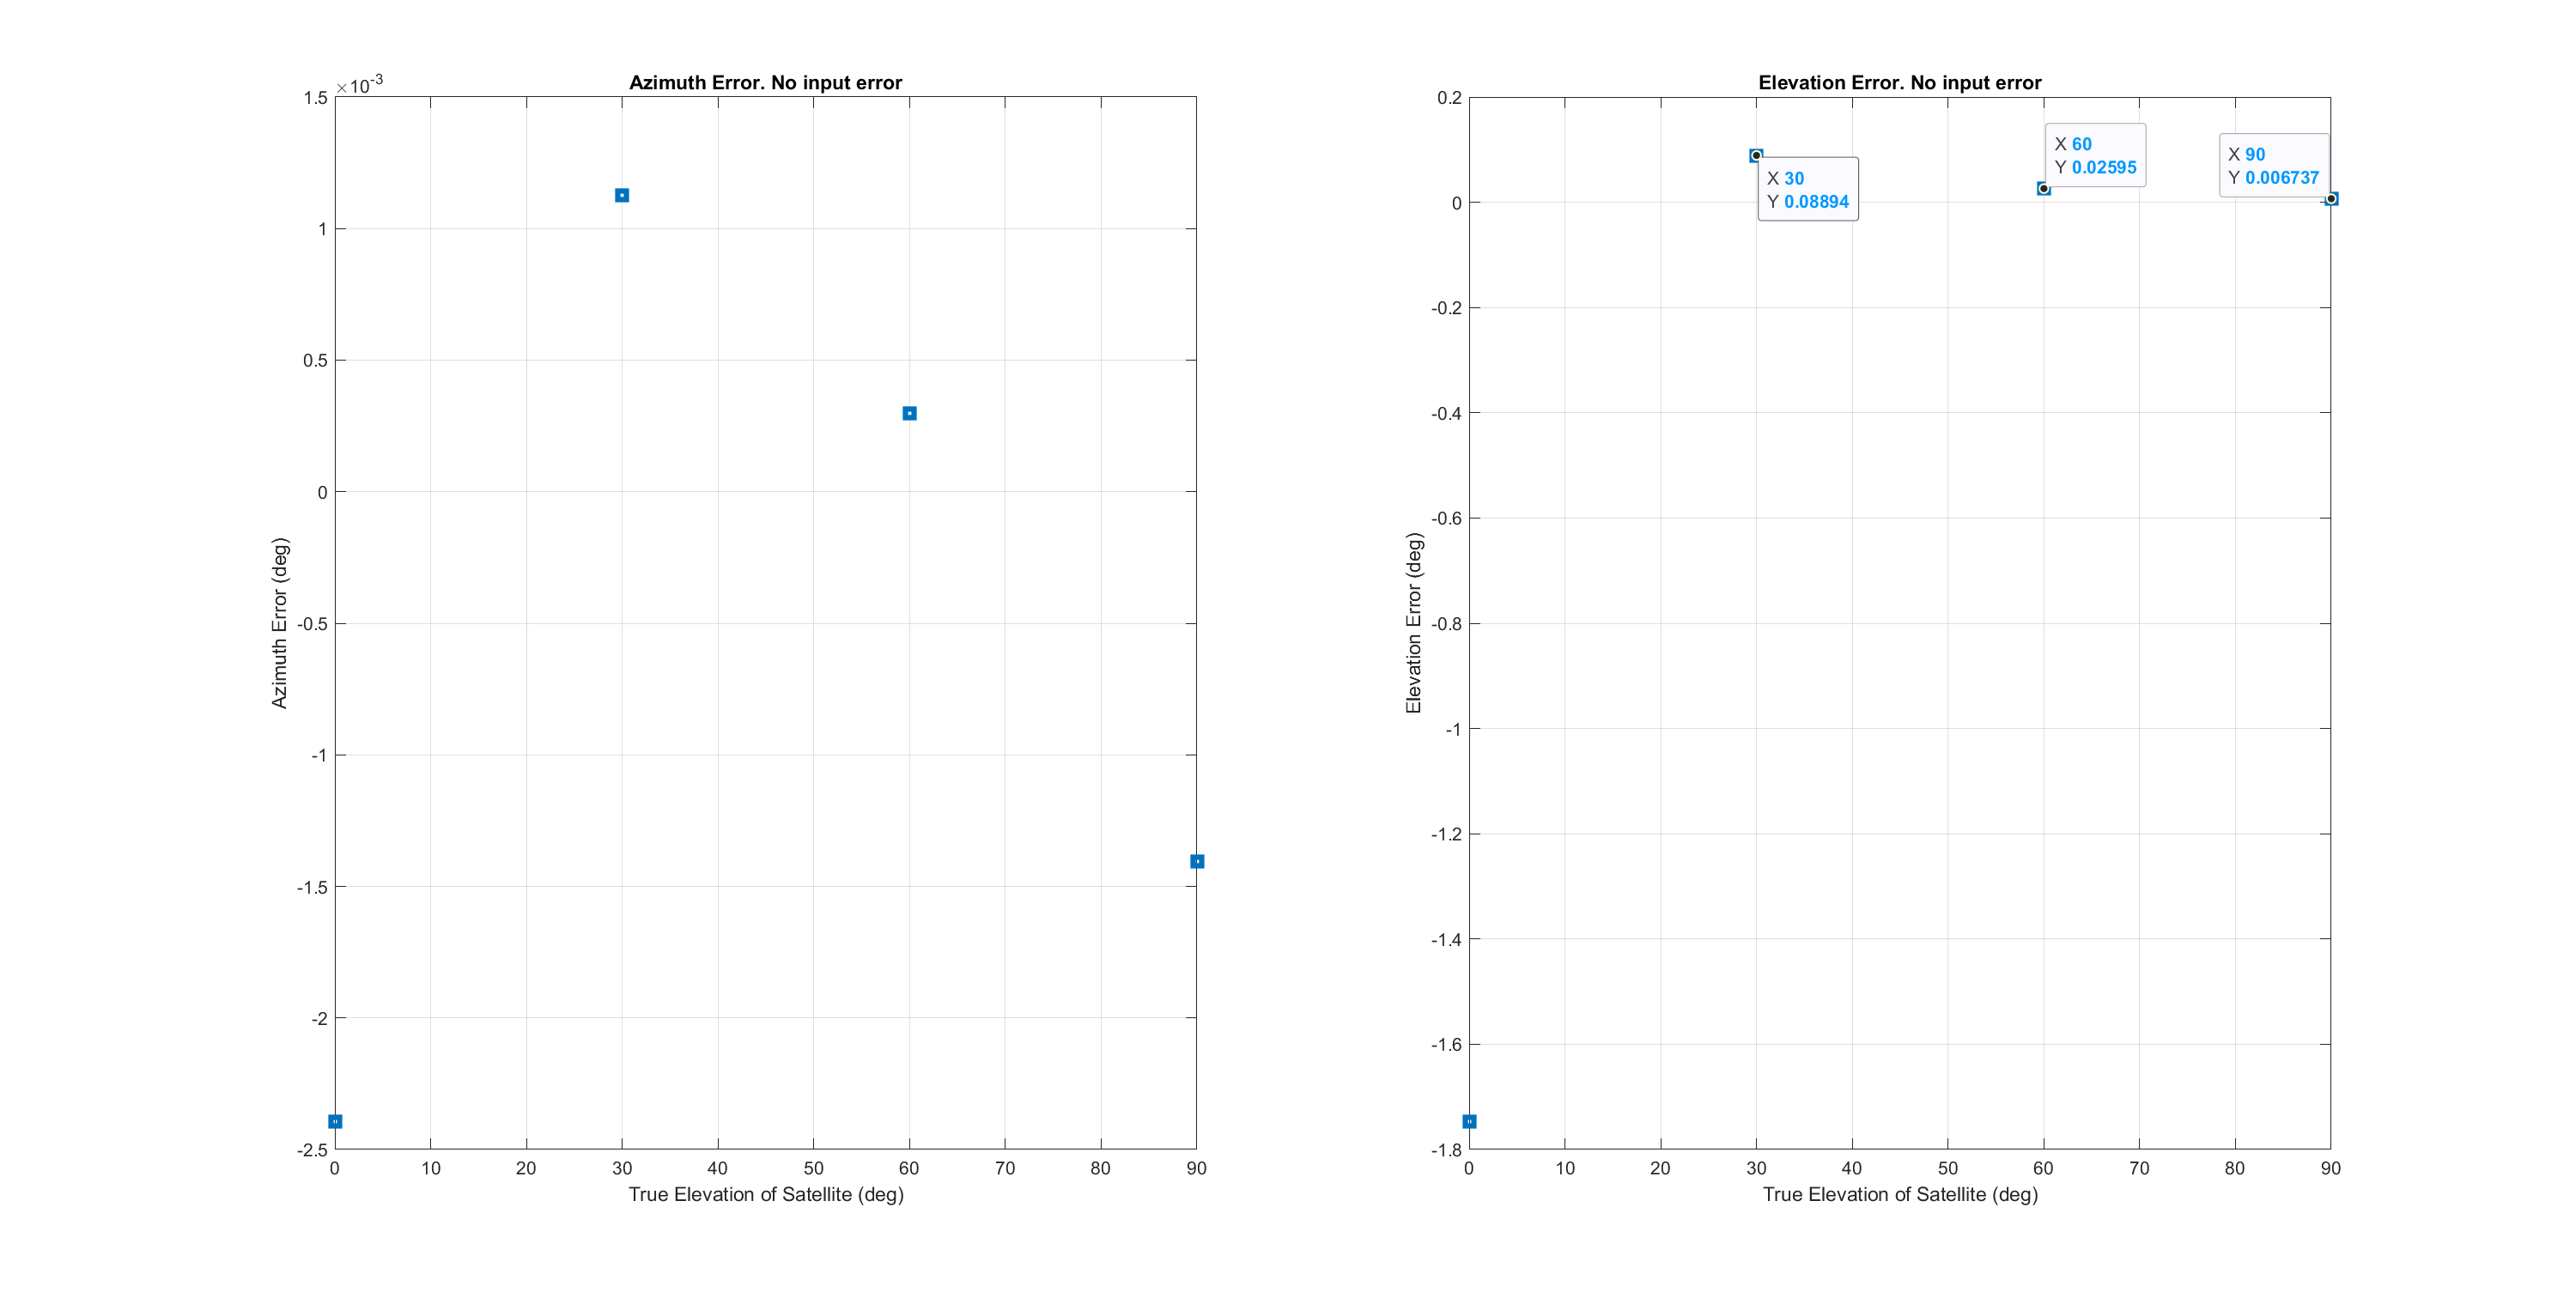 Azimuth Error. No input error
×10-3
1.5
1
0.5
0
-0.5
-1
-1.5
-2
-2.5
0 10 20 30 40 50 60 70 80 90
True Elevation of Satellite (deg)
Azimuth Error (deg)
Elevation Error. No input error
0.2
0
-0.2
-0.4
-0.6
-0.8
-1
-1.2
-1.4
-1.6
-1.8
0 10 20 30 40 50 60 70 80 90
True Elevation of Satellite (deg)
Elevation Error (deg)
X 30
Y 0.08894
X 60
Y 0.02595
X 90
Y 0.006737